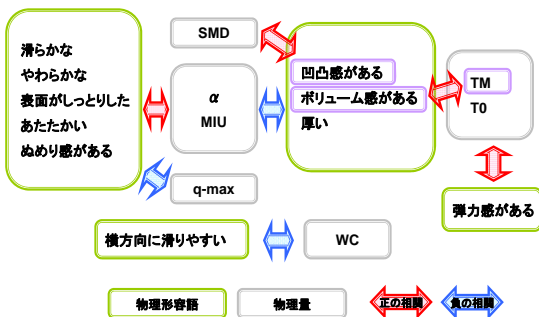 滑らかな
やわらかな
表面がしっとりした
あたたかい
ぬめり感がある
SMD
α
MIU
q-max
凹凸感がある
ボリューム感がある
厚い
TM
T0
弾力感がある
横方向に滑りやすい
WC
物理形容語
物理量
正の相関
負の相関